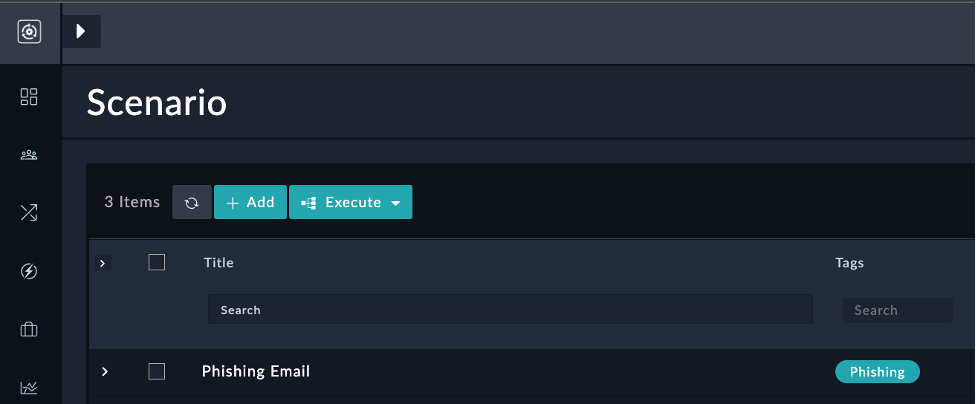 Scenario
3 Items
Add
Execute
Title
Tags
Search
Search
Phishing Email
Phishing